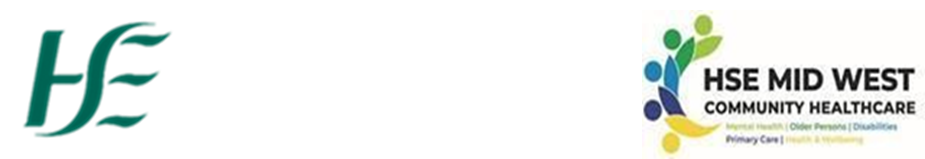 HSE
HSE MID WEST
COMMUNITY HEALTHCARE
Mental Health | Older Persons | Disabilities
Primary Care | Health & Wellbeing